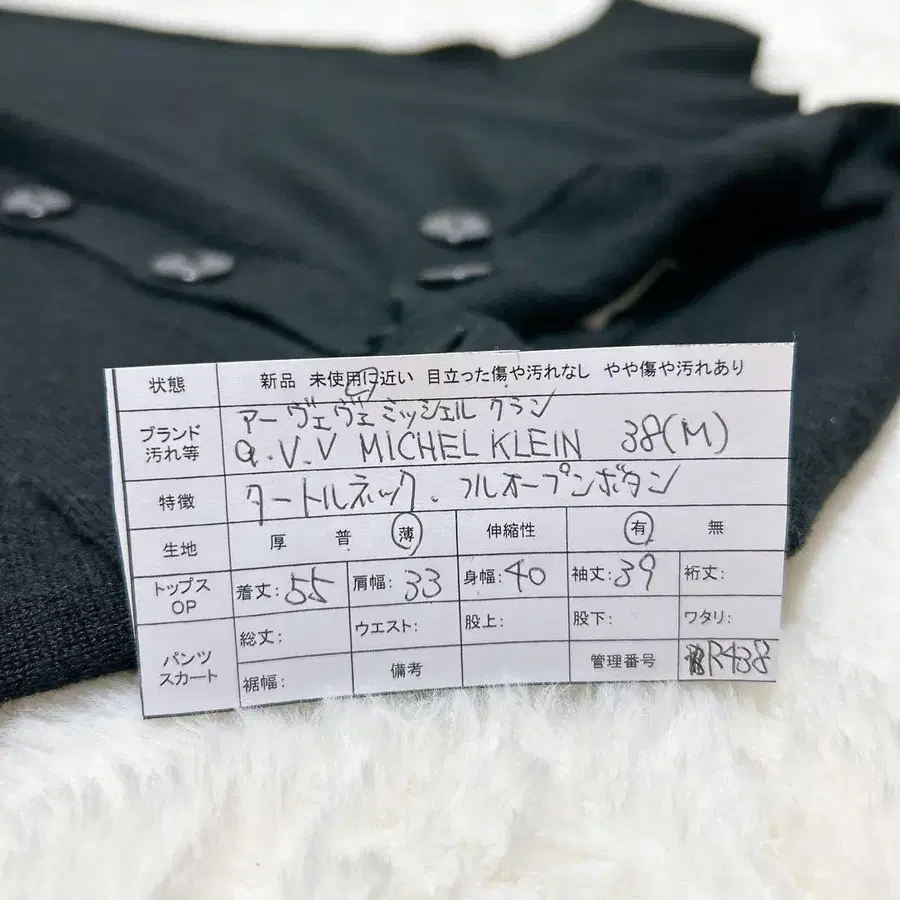 状態 新品 未使用に近い 目立った傷や汚れなし やや傷や汚れあり
ブランド 汚れ等 アーヴェヴェミッシェル クラン
a.v.v MICHEL KLEIN 38(M)
特徴 タートルネック.フルオープンボタン
生地 厚 普 薄 伸縮性 有 無
トップス OP 着丈:55 肩幅:33 身幅:40 袖丈:39 裄丈:
パンツ スカート 総丈: ウエスト: 股上: 股下: ワタリ:
裾幅: 備考 管理番号 R438